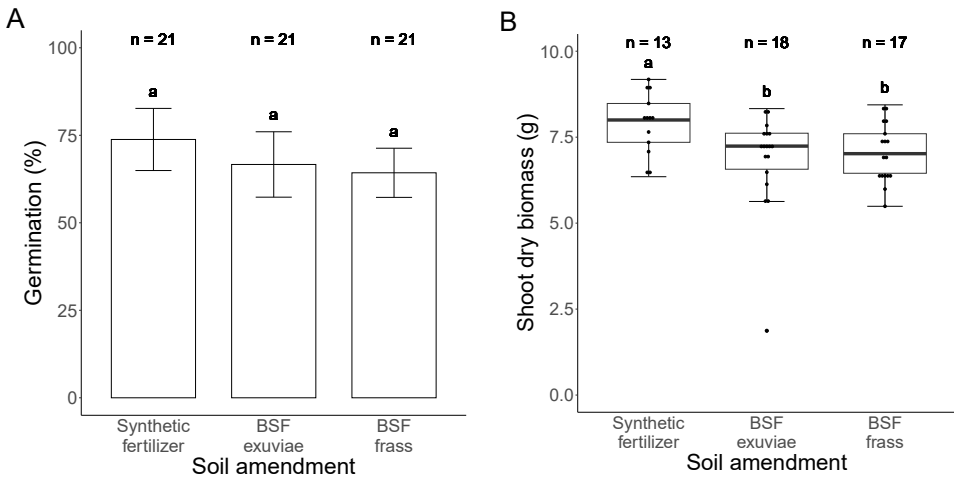 A
n = 21
n = 21
n = 21
100
75
50
25
0
Germination (%)
a
a
a
Synthetic
fertilizer
BSF
exuviae
BSF
frass
Soil amendment
B
n = 13
n = 18
n = 17
10.0
7.5
5.0
2.5
0.0
Shoot dry biomass (g)
a
b
b
Synthetic
fertilizer
BSF
exuviae
BSF
frass
Soil amendment